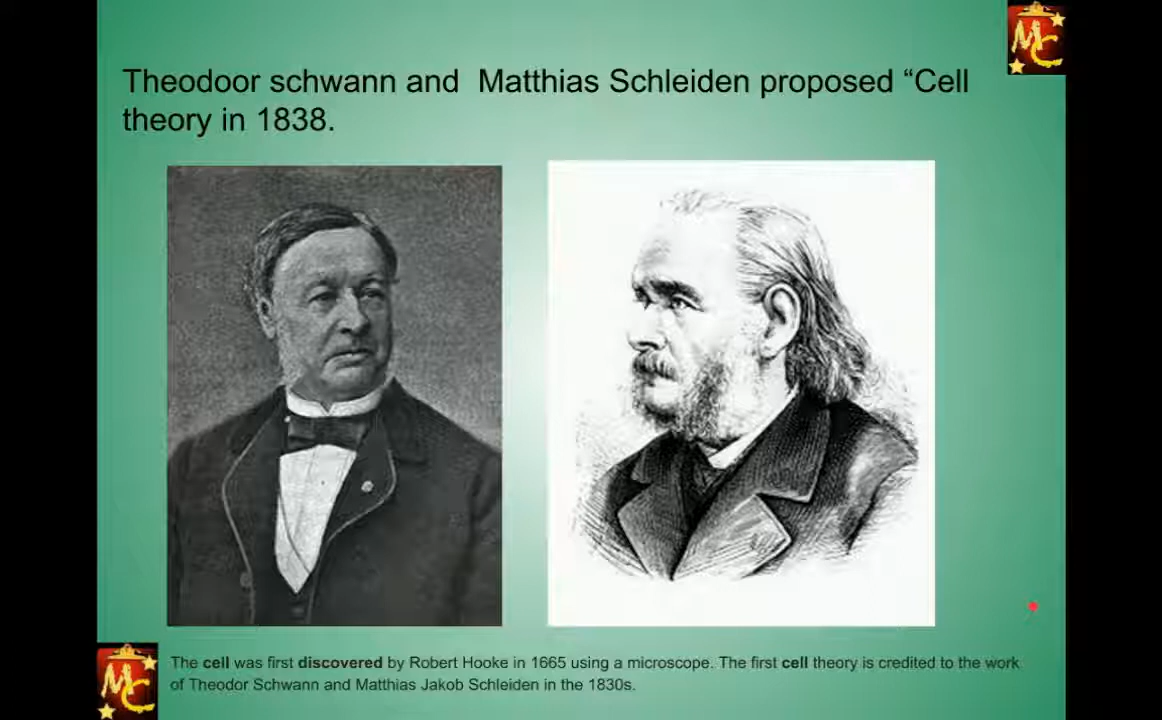 MC
Theodoor schwann and Matthias Schleiden proposed “Cell
theory in 1838.
MC
The cell was first discovered by Robert Hooke in 1665 using a microscope. The first cell theory is credited to the work
of Theodor Schwann and Matthias Jakob Schleiden in the 1830s.